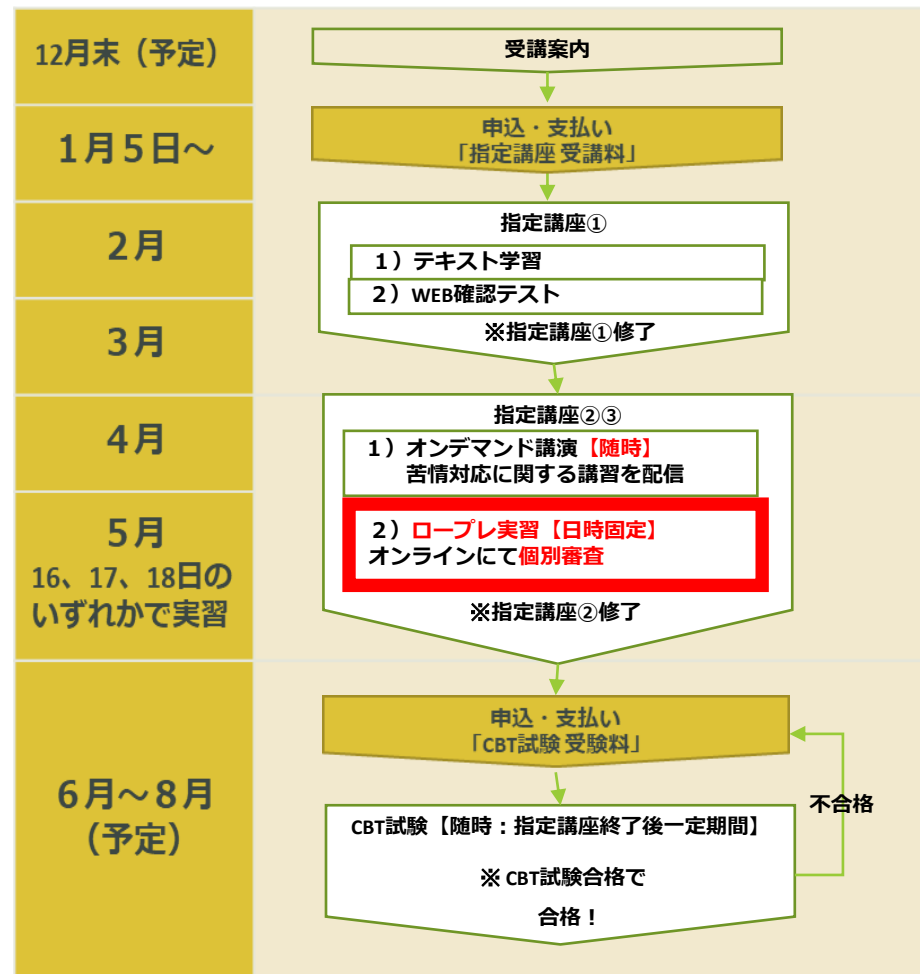 12月末（予定）
受講案内
１月５日～
申込・支払い
「指定講座 受講料」
２月
指定講座①
１）テキスト学習
２）WEB確認テスト
３月
※指定講座①修了
４月
指定講座②③
１）オンデマンド講演【随時】
苦情対応に関する講習を配信
５月
16、17、18日の
いずれかで実習
２）ロープレ実習【日時固定】
オンラインにて個別審査
※指定講座②修了
６月～８月
（予定）
申込・支払い
「CBT試験 受験料」
不合格
CBT試験【随時：指定講座終了後一定期間】
※ CBT試験合格で
合格！